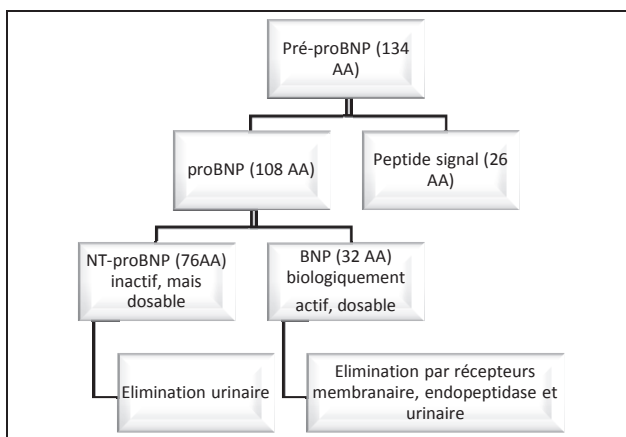 Pré-proBNP (134
AA)
proBNP (108 AA)
Peptide signal (26
AA)
NT-proBNP (76AA)
inactif, mais
dosable
BNP (32 AA)
biologiquement
actif, dosable
Elimination urinaire
Elimination par récepteurs
membranaire, endopeptidase et
urinaire